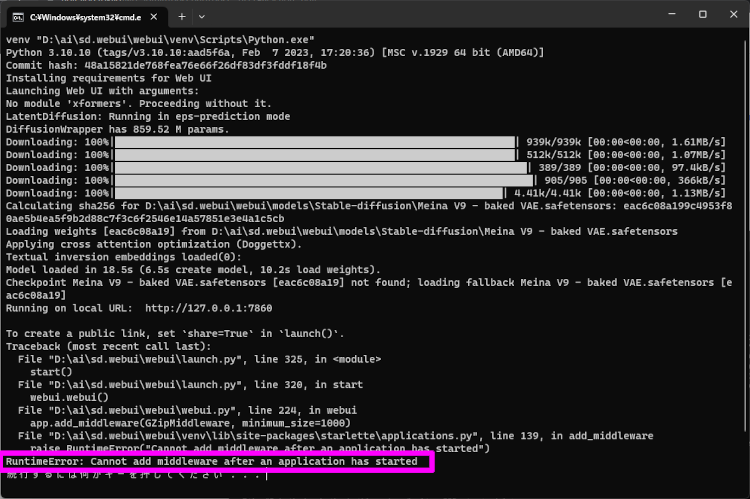 C:¥Windows¥system32¥cmd.e
venv "D:\ai\sd.webui\webui\venv\Scripts\Python.exe"
Python 3.10.10 (tags/v3.10.10:aad5f6a, Feb  7 2023, 17:20:36) [MSC v.1929 64 bit (AMD64)]
Commit hash: 48a15821de768fea76e66f26df83df3fddf18f4b
Installing requirements for Web UI
Launching Web UI with arguments:
No module 'xformers'. Proceeding without it.
LatentDiffusion: Running in eps-prediction mode
DiffusionWrapper has 859.52 M params.
Downloading: 100%| | 939k/939k [00:00<00:00, 1.61MB/s]
Downloading: 100%| | 512k/512k [00:00<00:00, 1.07MB/s]
Downloading: 100%| | 389/389 [00:00<00:00, 97.4kB/s]
Downloading: 100%| | 905/905 [00:00<00:00, 366kB/s]
Downloading: 100%| | 4.41k/4.41k [00:00<00:00, 1.13MB/s]
Calculating sha256 for D:\ai\sd.webui\webui\models\Stable-diffusion\Meina V9 - baked VAE.safetensors: eac6c08a199c4953f8
0ae5b4ea5f9b2d88c7f3c6f2546e14a57851e3e4a1c5cb
Loading weights [eac6c08a19] from D:\ai\sd.webui\webui\models\Stable-diffusion\Meina V9 - baked VAE.safetensors
Applying cross attention optimization (Doggettx).
Textual inversion embeddings loaded(0):
Model loaded in 18.5s (6.5s create model, 10.2s load weights).
Checkpoint Meina V9 - baked VAE.safetensors [eac6c08a19] not found; loading fallback Meina V9 - baked VAE.safetensors [e
ac6c08a19]
Running on local URL:  http://127.0.0.1:7860
To create a public link, set `share=True` in `launch()`.
Traceback (most recent call last):
File "D:\ai\sd.webui\webui\launch.py", line 325, in <module>
start()
File "D:\ai\sd.webui\webui\launch.py", line 320, in start
webui.webui()
File "D:\ai\sd.webui\webui\webui.py", line 224, in webui
app.add_middleware(GZipMiddleware, minimum_size=1000)
File "D:\ai\sd.webui\webui\venv\lib\site-packages\starlette\applications.py", line 139, in add_middleware
raise RuntimeError("Cannot add middleware after an application has started")
RuntimeError: Cannot add middleware after an application has started
続行するには何かキーを押してください . . .